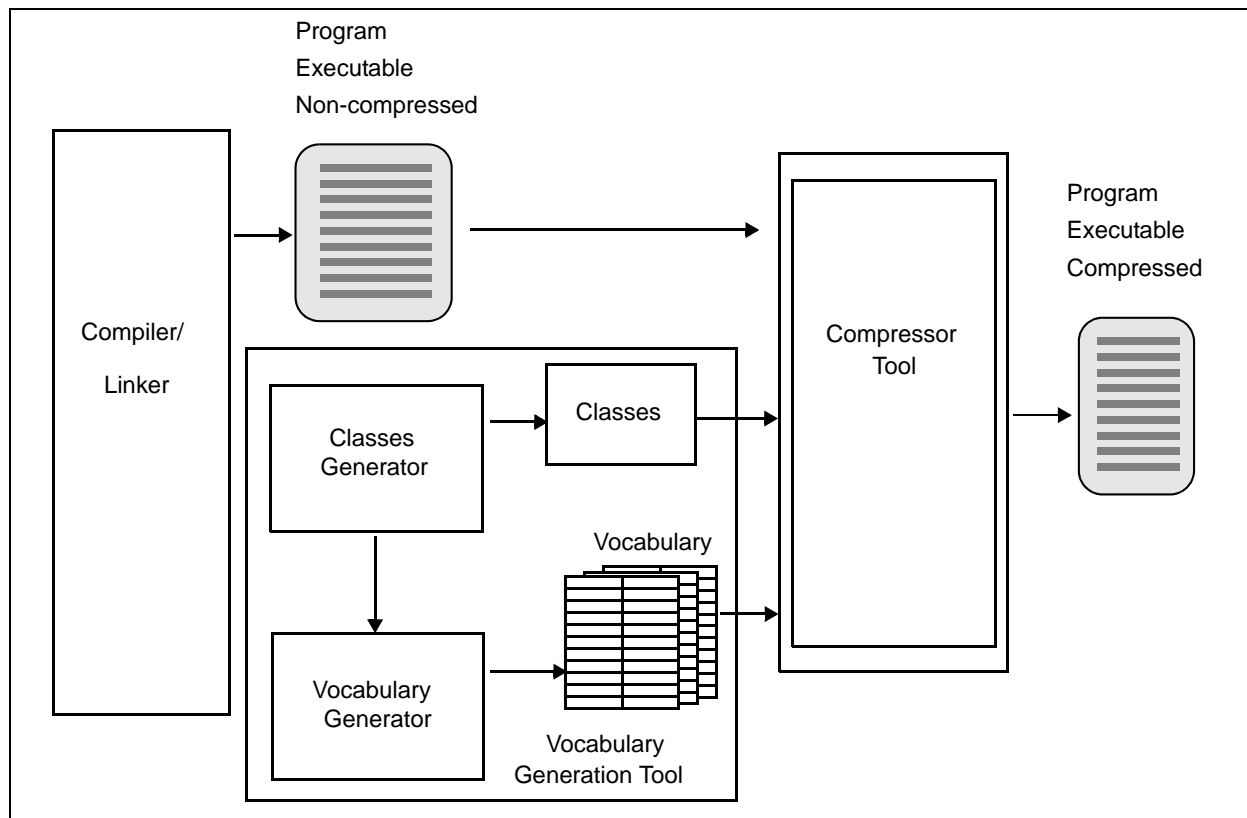 Program
Executable
Non-compressed
Program
Executable
Compressed
Compiler/
Linker
Compressor
Tool
Classes
Classes
Generator
Vocabulary
Vocabulary
Generator
Vocabulary
Generation Tool